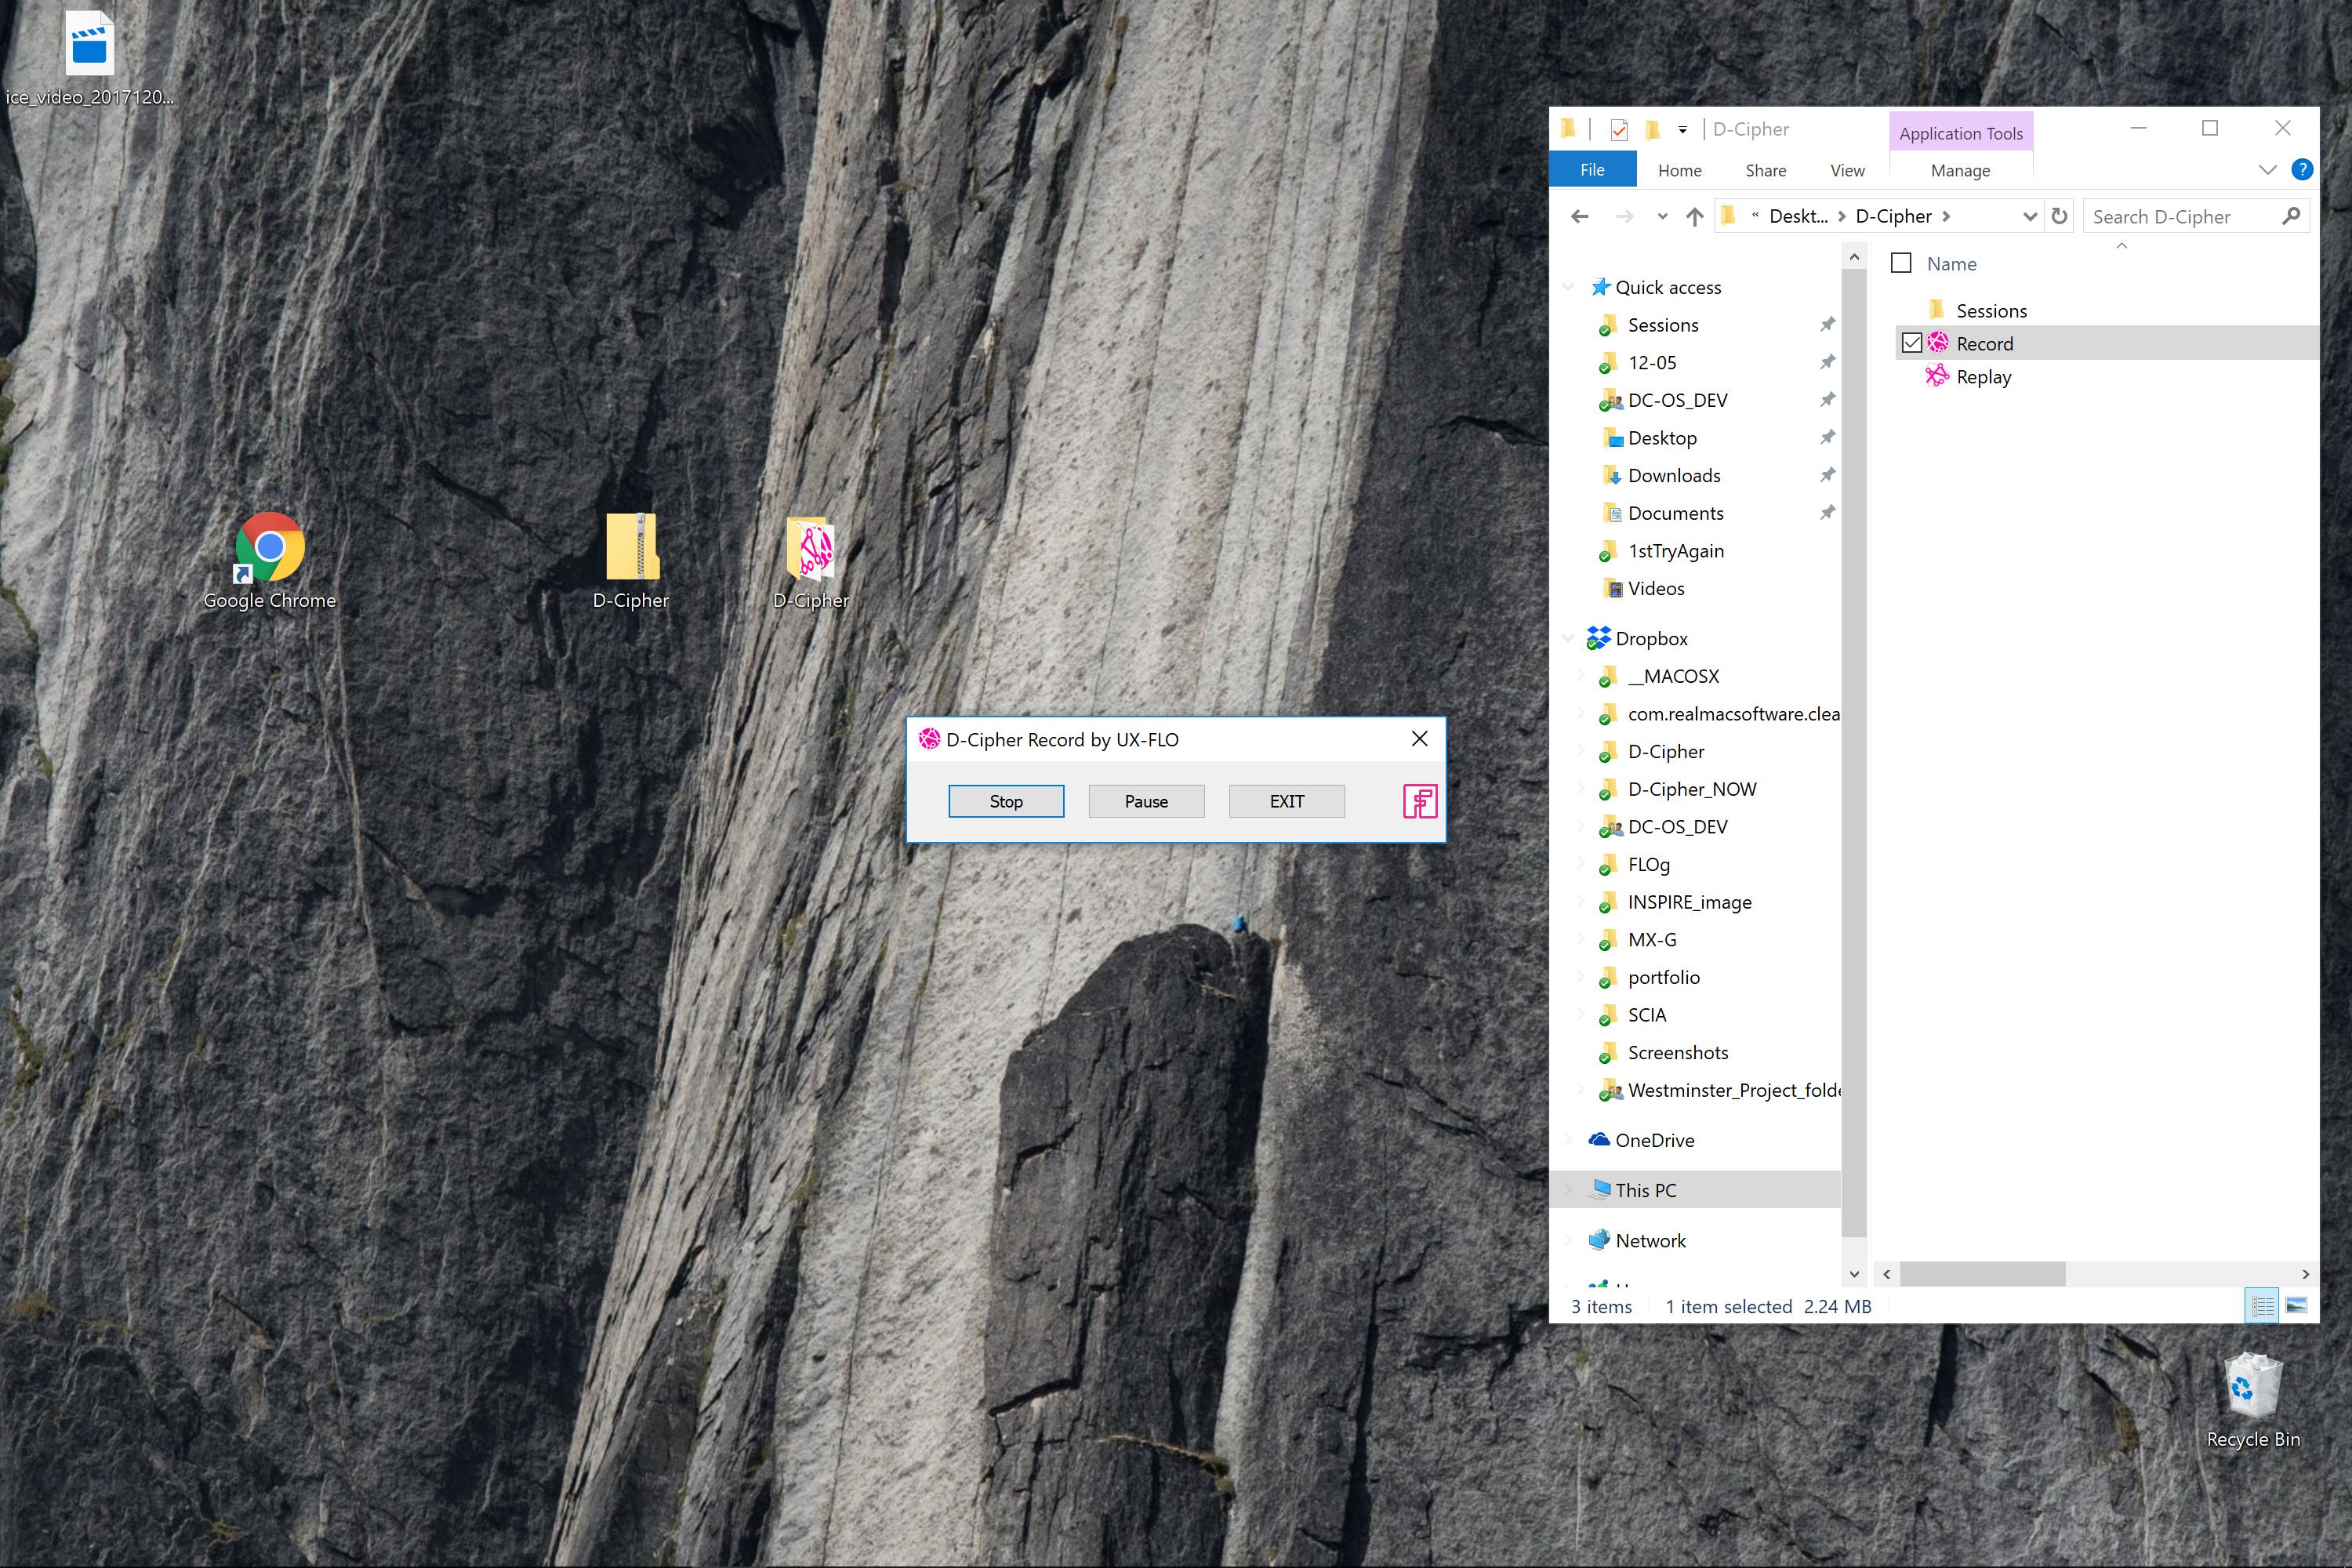 ice_video_2017120...
Google Chrome
D-Cipher
D-Cipher
D-Cipher Record by UX-FLO
Stop
Pause
EXIT
D-Cipher
Application Tools
File
Home
Share
View
Manage
?
« Deskt... > D-Cipher >
Search D-Cipher
Name
Sessions
Record
Replay
Quick access
Sessions
12-05
DC-OS_DEV
Desktop
Downloads
Documents
1stTryAgain
Videos
Dropbox
__MACOSX
com.realmacsoftware.clea
D-Cipher
D-Cipher_NOW
DC-OS_DEV
FLOg
INSPIRE_image
MX-G
portfolio
SCIA
Screenshots
Westminster_Project_folde
OneDrive
This PC
Network
3 items
1 item selected 2.24 MB
Recycle Bin